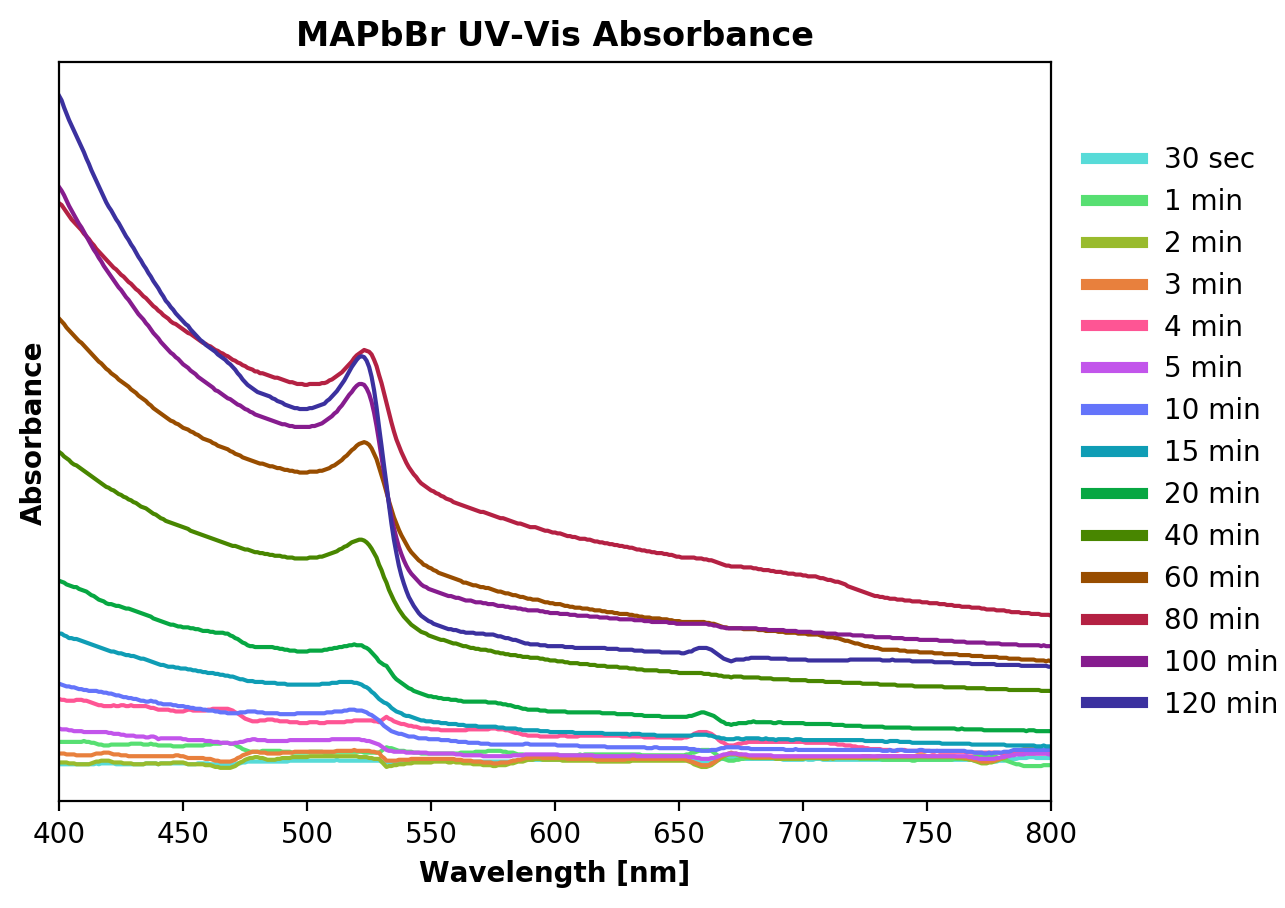 MAPbBr UV-Vis Absorbance
Absorbance
400 450 500 550 600 650 700 750 800
Wavelength [nm]
30 sec
1 min
2 min
3 min
4 min
5 min
10 min
15 min
20 min
40 min
60 min
80 min
100 min
120 min